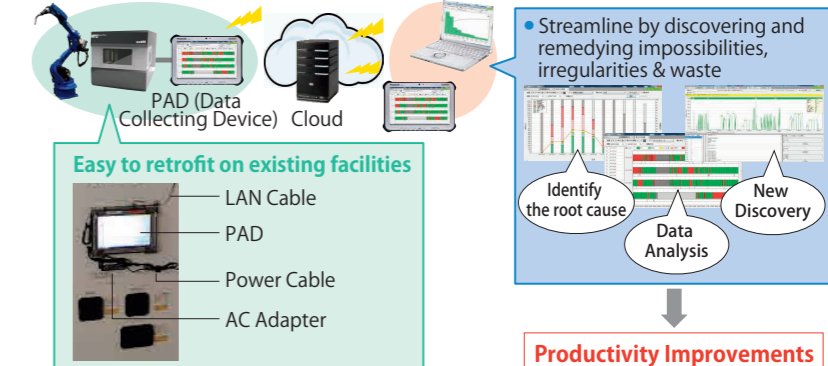 PAD (Data
Collecting Device)
Cloud
Easy to retrofit on existing facilities
LAN Cable
PAD
Power Cable
AC Adapter
• Streamline by discovering and
remedying impossibilities,
irregularities & waste
Identify
the root cause
Data
Analysis
New
Discovery
Productivity Improvements